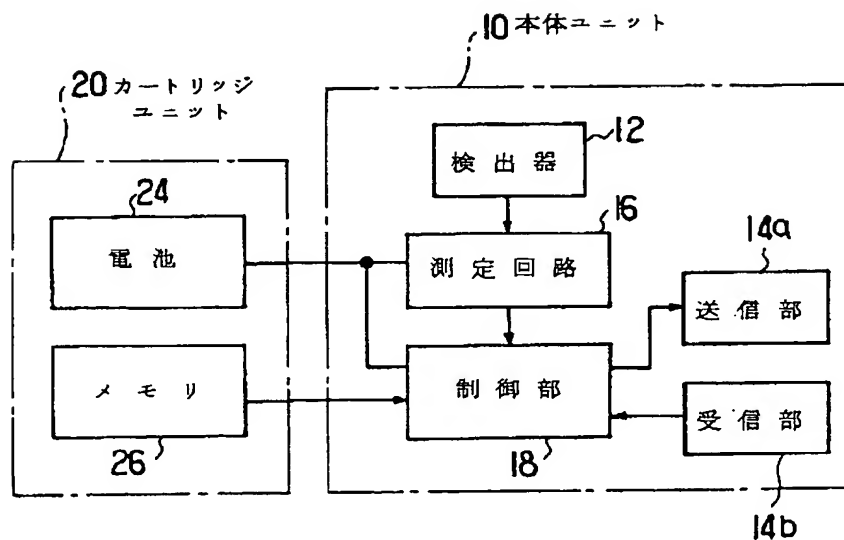 10 本体ユニット
20 カートリッジ
ユニット
12
検出器
24
電池
16
測定回路
14a
送信部
メモリ
26
制御部
18
受信部
14b